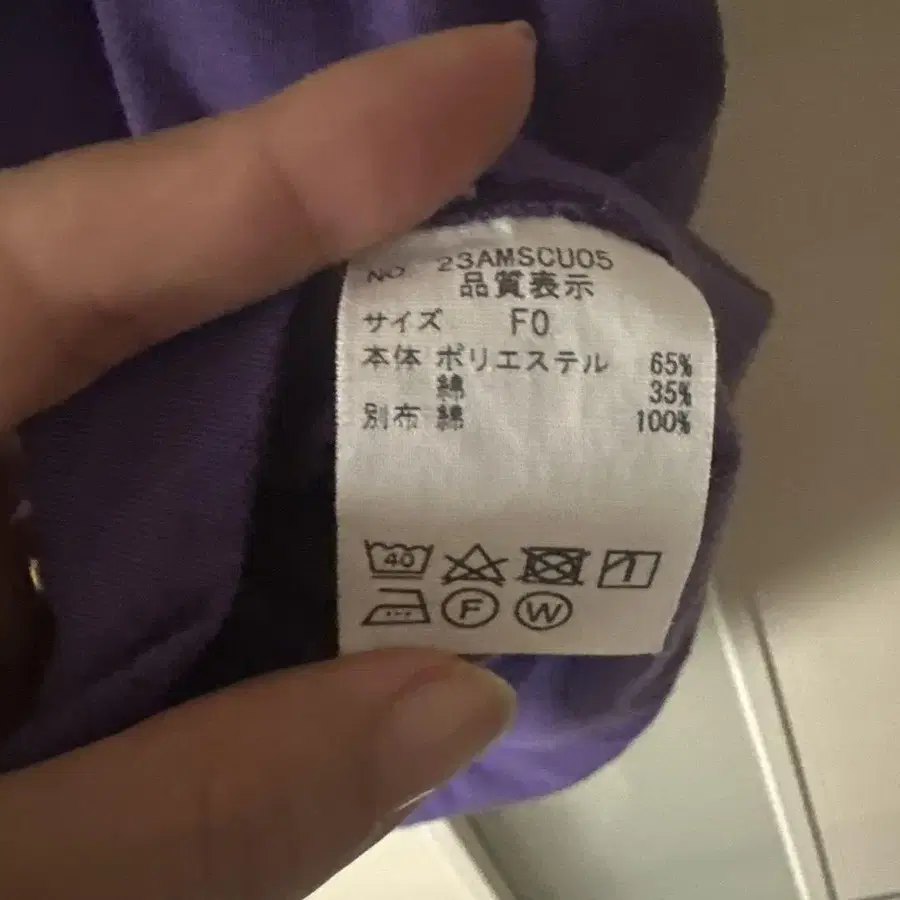 NO. 23AMSCU05
品質表示
サイズ F0
本体 ポリエステル 65%
綿 35%
別布 綿 100%
40
F W